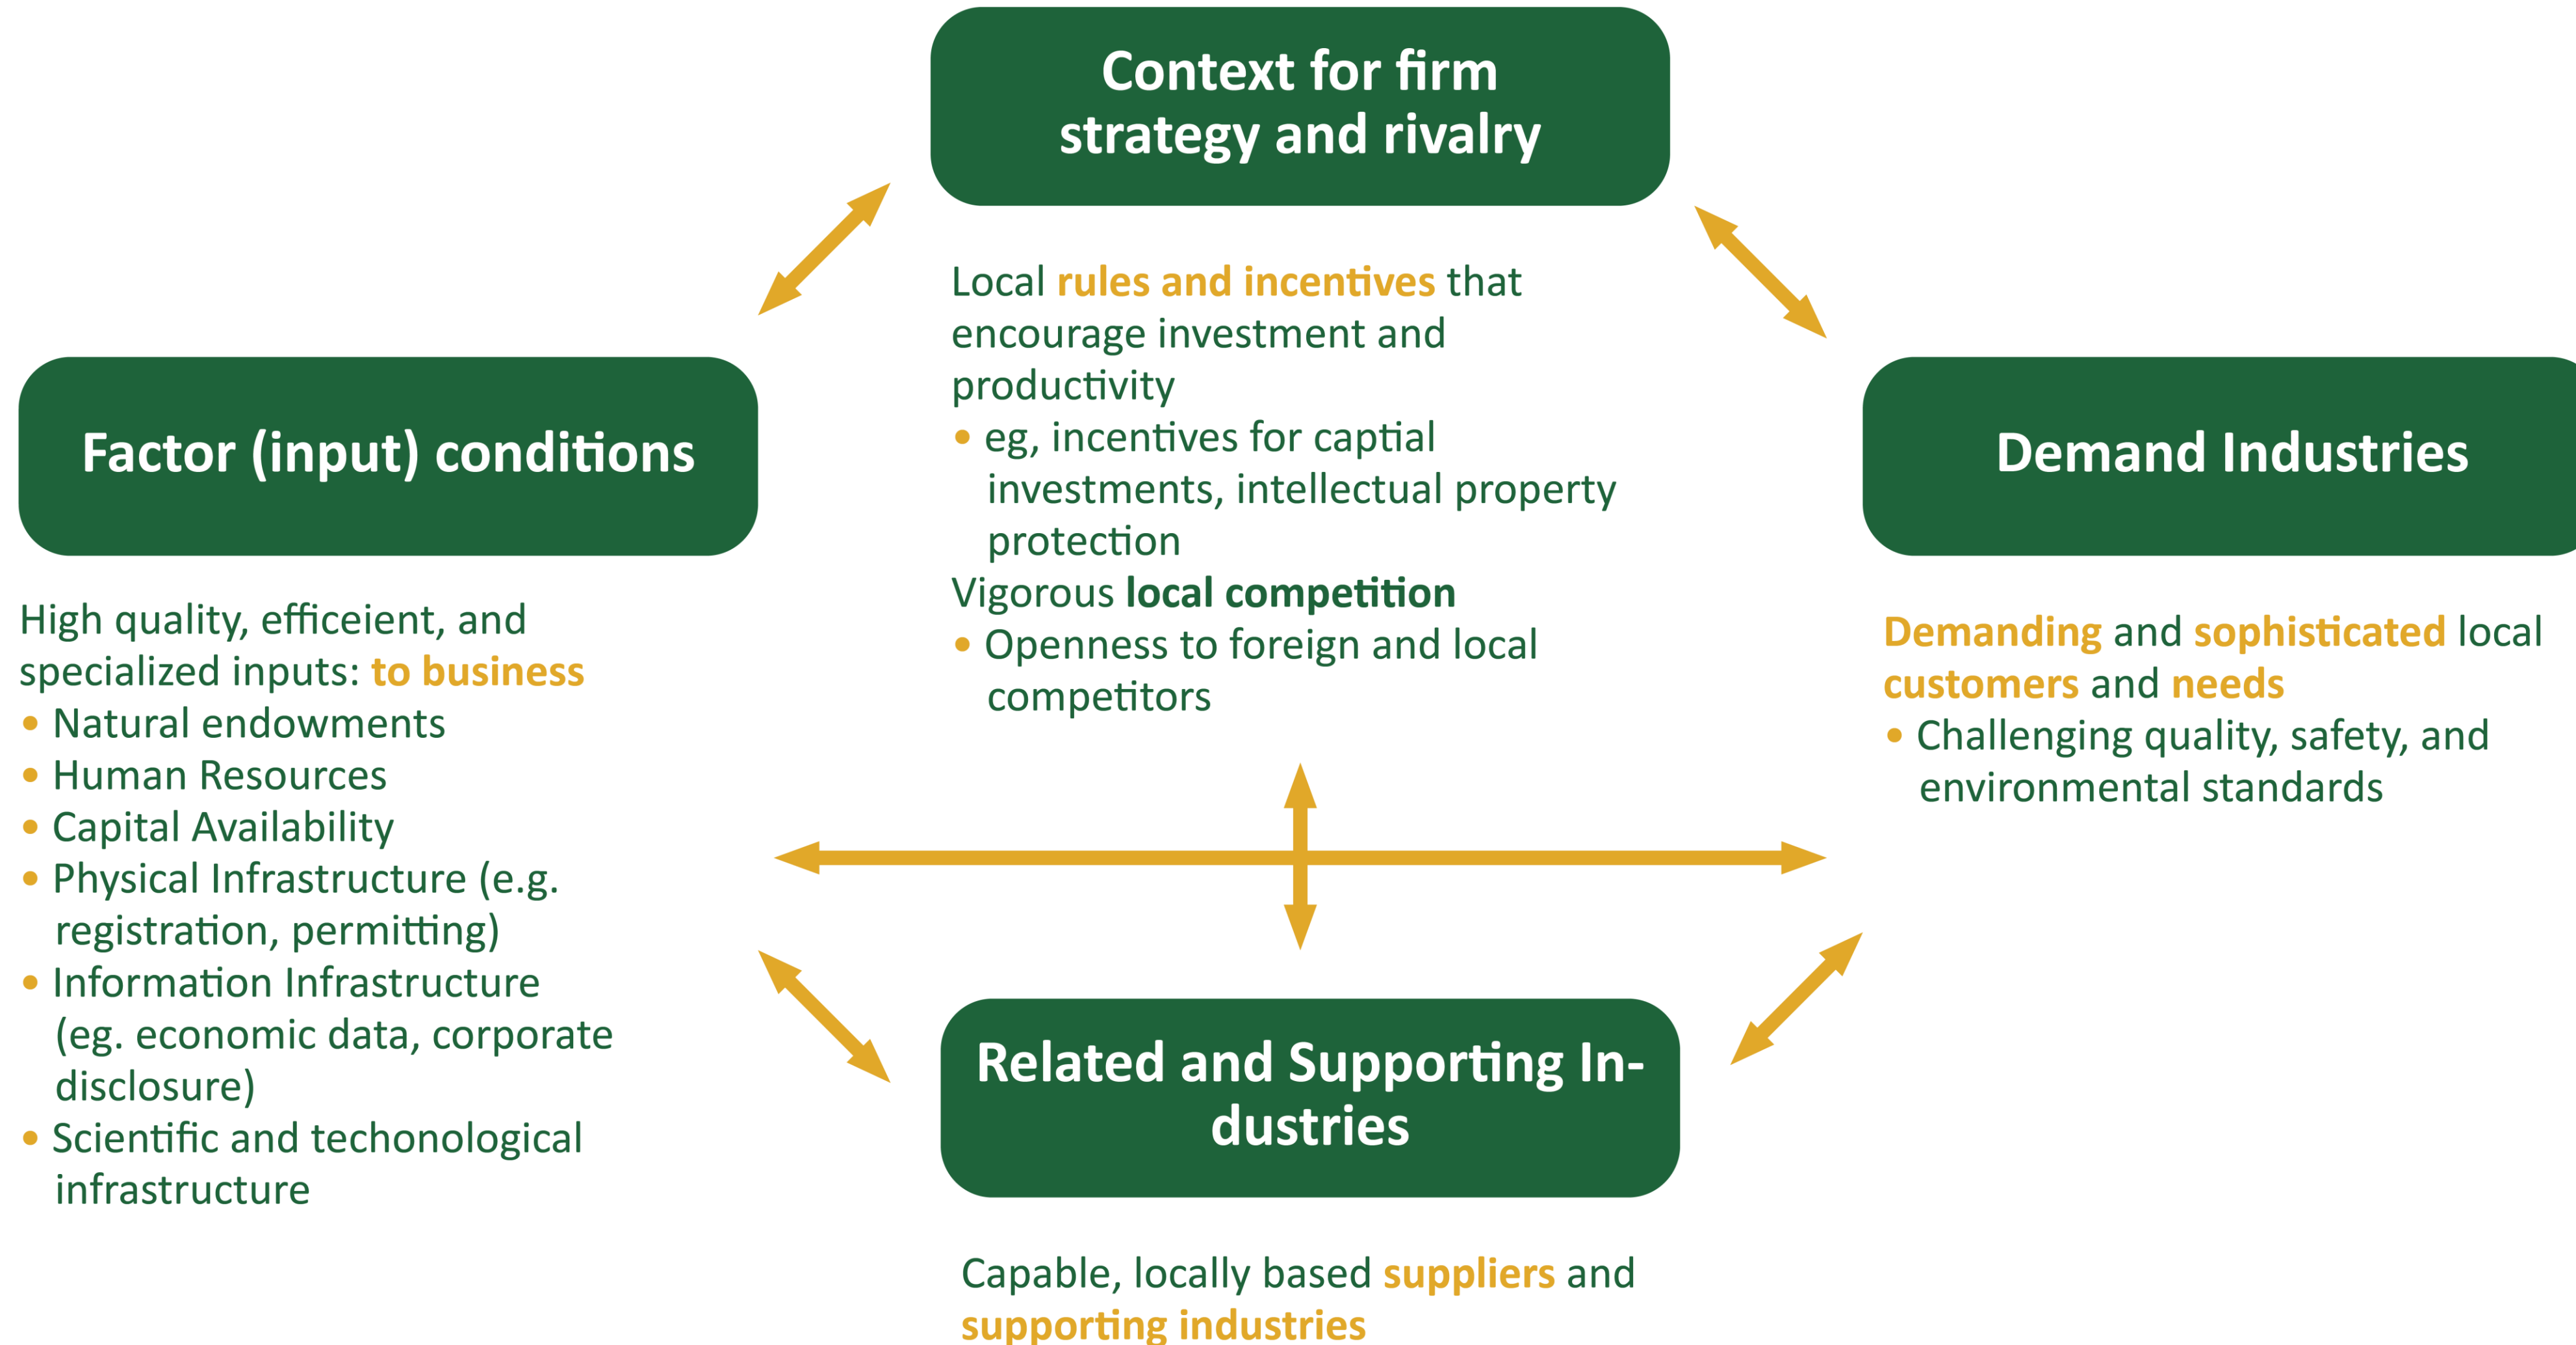 Context for firm
strategy and rivalry
Local rules and incentives that
encourage investment and
productivity
• eg, incentives for captial
investments, intellectual property
protection
Vigorous local competition
• Openness to foreign and local
competitors
Factor (input) conditions
High quality, efficeient, and
specialized inputs: to business
• Natural endowments
• Human Resources
• Capital Availability
• Physical Infrastructure (e.g.
registration, permitting)
• Information Infrastructure
(eg. economic data, corporate
disclosure)
• Scientific and techonological
infrastructure
Demand Industries
Demanding and sophisticated local
customers and needs
• Challenging quality, safety, and
environmental standards
Related and Supporting In-
dustries
Capable, locally based suppliers and
supporting industries